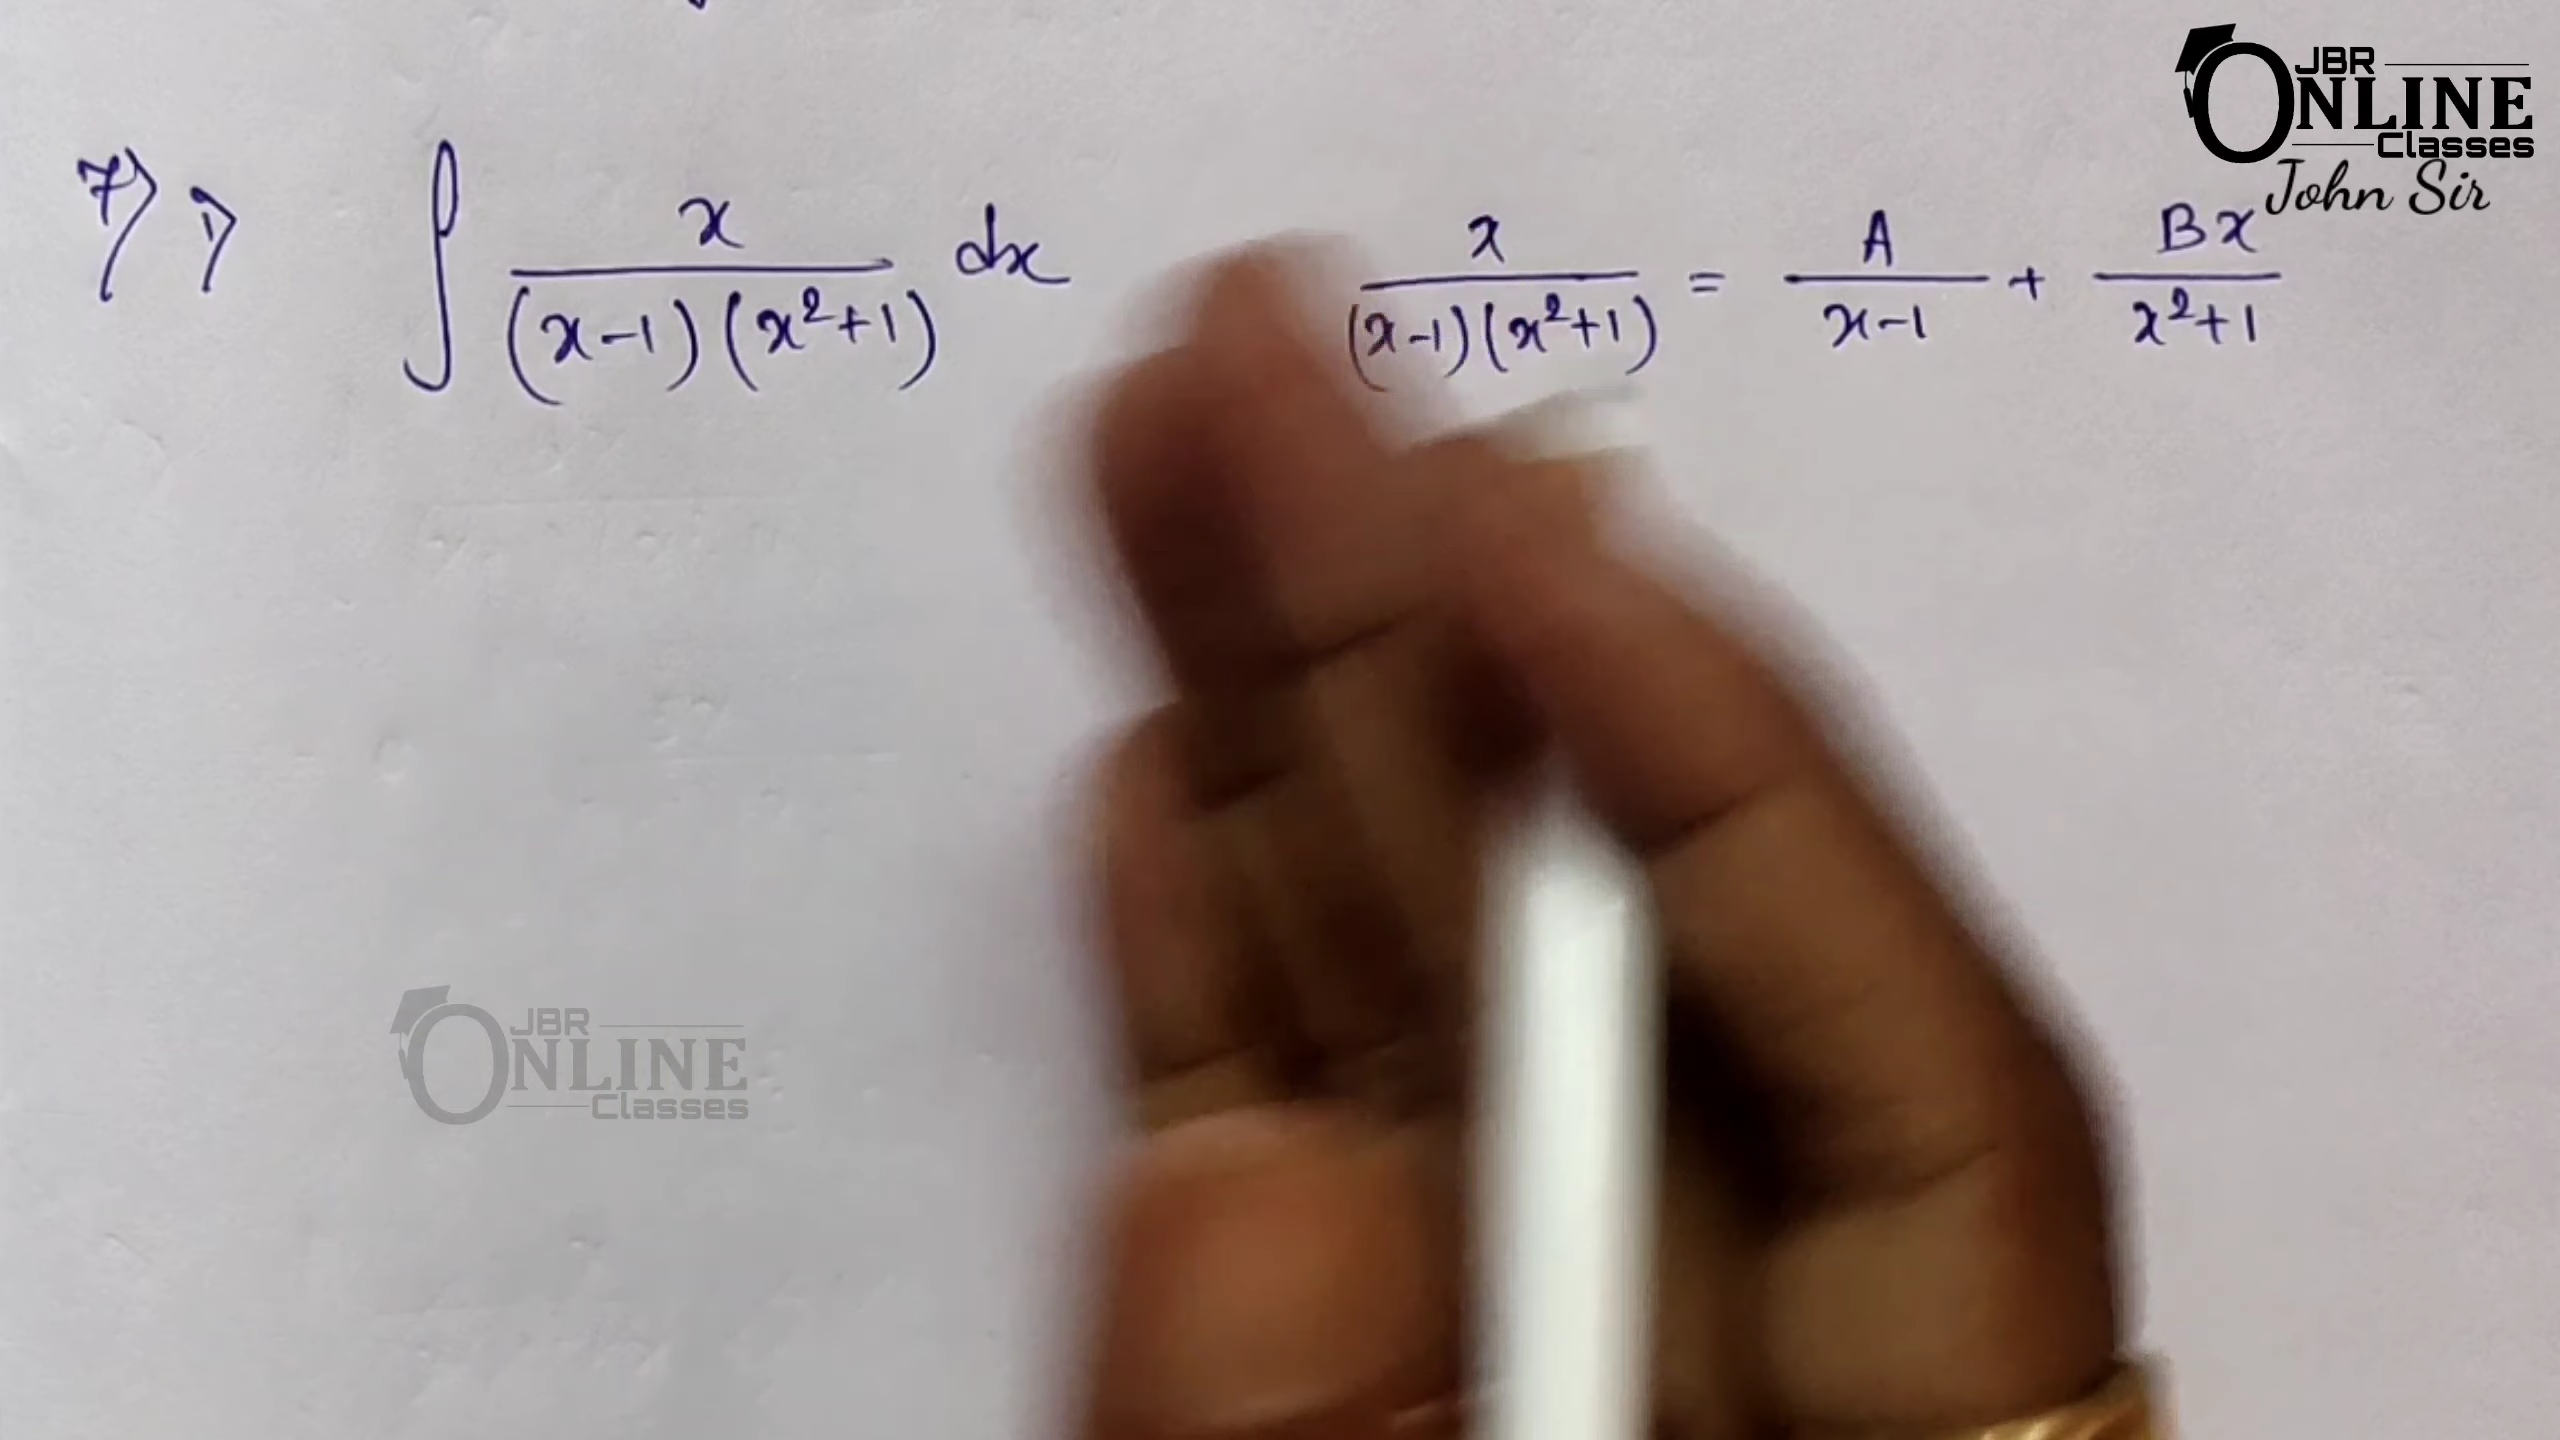 JBR
ONLINE
Classes
John Sir
7) 1) ∫ x / (x-1)(x²+1) dx   x / (x-1)(x²+1) = A / x-1 + Bx / x²+1
JBR
ONLINE
Classes